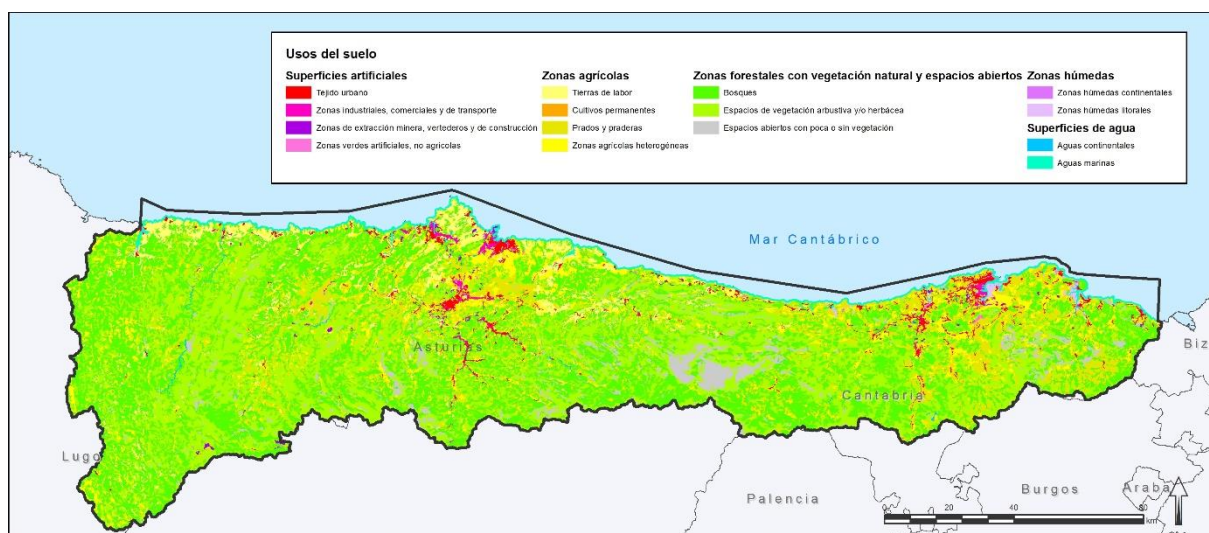 Usos del suelo
Superficies artificiales
Tejido urbano
Zonas industriales, comerciales y de transporte
Zonas de extracción minera, vertederos y de construcción
Zonas verdes artificiales, no agrícolas
Zonas agrícolas
Tierras de labor
Cultivos permanentes
Prados y praderas
Zonas agrícolas heterogéneas
Zonas forestales con vegetación natural y espacios abiertos
Bosques
Espacios de vegetación arbustiva y/o herbácea
Espacios abiertos con poca o sin vegetación
Zonas húmedas
Zonas húmedas continentales
Zonas húmedas litorales
Superficies de agua
Aguas continentales
Aguas marinas
Mar Cantábrico
Asturias
Biz
Cantabria
Lugo
Palencia
Burgos
Araba
0 20 40 80
km